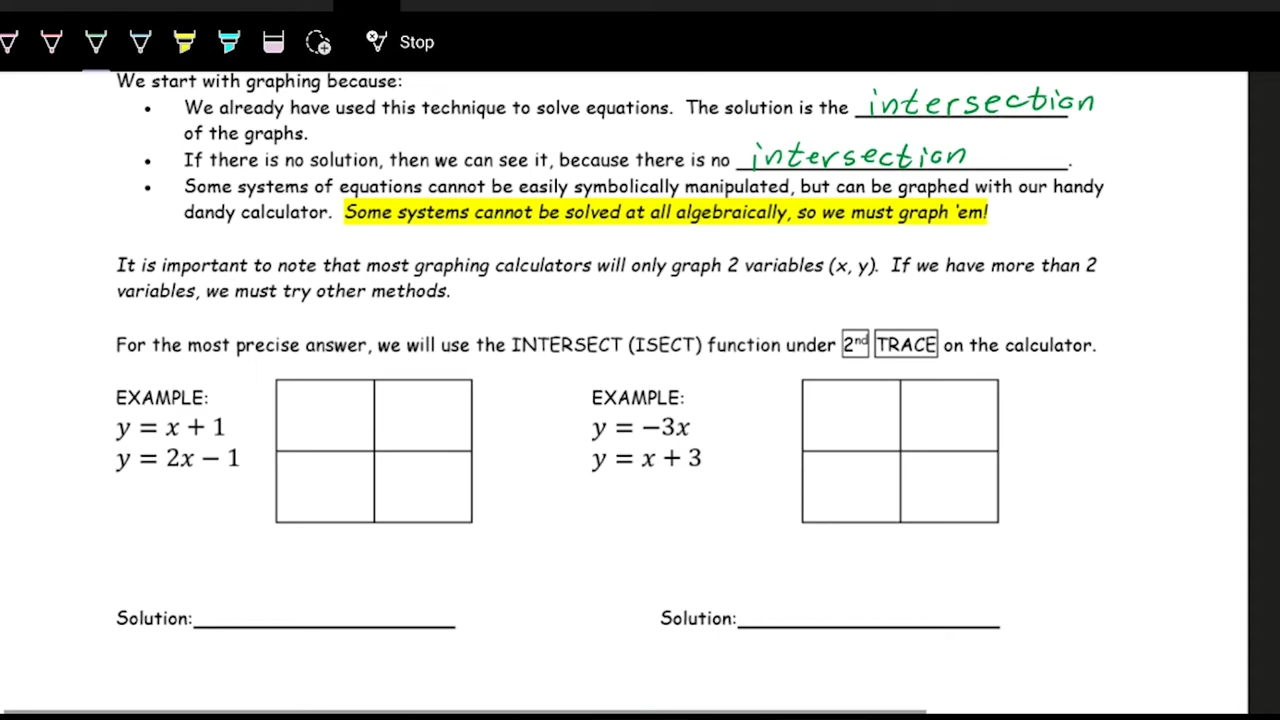 Stop
We start with graphing because:
• We already have used this technique to solve equations. The solution is the intersection
of the graphs.
• If there is no solution, then we can see it, because there is no intersection.
• Some systems of equations cannot be easily symbolically manipulated, but can be graphed with our handy
dandy calculator. Some systems cannot be solved at all algebraically, so we must graph 'em!
It is important to note that most graphing calculators will only graph 2 variables (x, y). If we have more than 2
variables, we must try other methods.
For the most precise answer, we will use the INTERSECT (ISECT) function under 2nd TRACE on the calculator.
EXAMPLE:
y = x + 1
y = 2x − 1
EXAMPLE:
y = −3x
y = x + 3
Solution:
Solution: